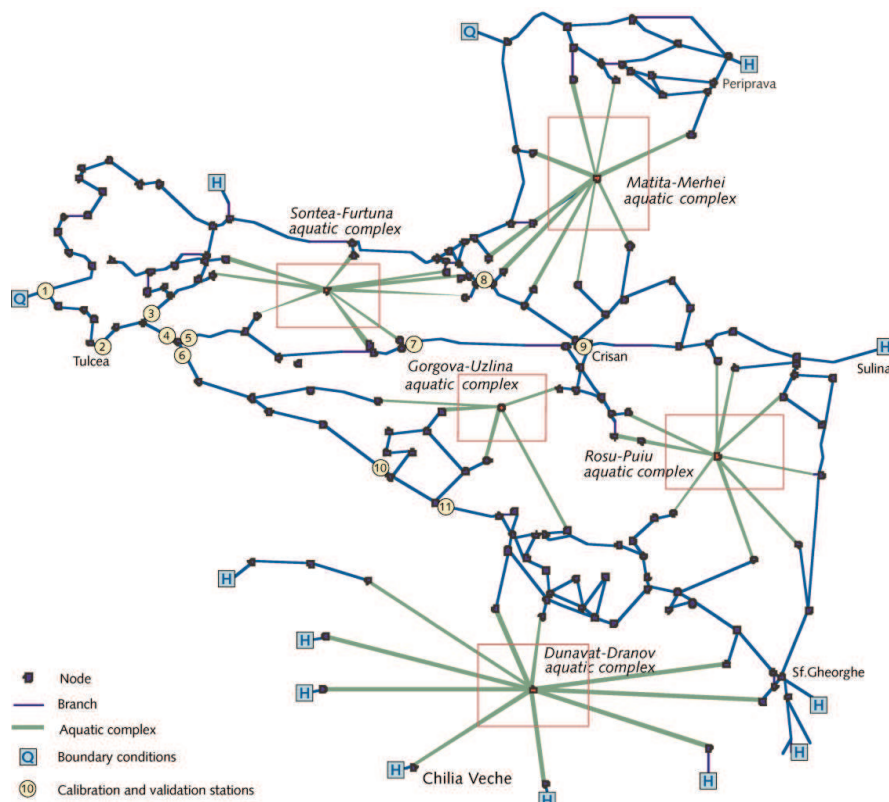 Q
H
Periprava
Matita-Merhei
aquatic complex
H
Sontea-Furtuna
aquatic complex
8
Q
1
3
2
4
5
6
7
9
Tulcea
Crisan
H
Sulina
Gorgova-Uzlina
aquatic complex
Rosu-Puiu
aquatic complex
10
11
H
H
Dunavat-Dranov
aquatic complex
Sf.Gheorghe
H
H
H
H
Chilia Veche
H
H
Node
Branch
Aquatic complex
Q
Boundary conditions
10
Calibration and validation stations